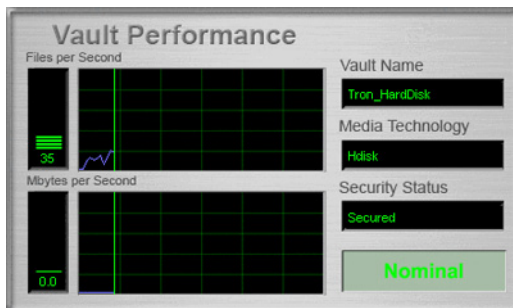 Vault Performance
Files per Second
35
Mbytes per Second
0.0
Vault Name
Tron_HardDisk
Media Technology
Hdisk
Security Status
Secured
Nominal